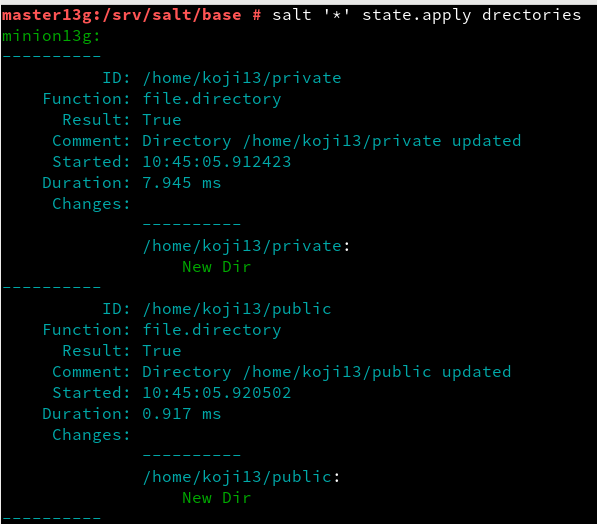 master13g:/srv/salt/base # salt '*' state.apply drectories
minion13g:
----------
          ID: /home/koji13/private
    Function: file.directory
      Result: True
     Comment: Directory /home/koji13/private updated
     Started: 10:45:05.912423
    Duration: 7.945 ms
     Changes:
              ----------
              /home/koji13/private:
                  New Dir
----------
          ID: /home/koji13/public
    Function: file.directory
      Result: True
     Comment: Directory /home/koji13/public updated
     Started: 10:45:05.920502
    Duration: 0.917 ms
     Changes:
              ----------
              /home/koji13/public:
                  New Dir
----------